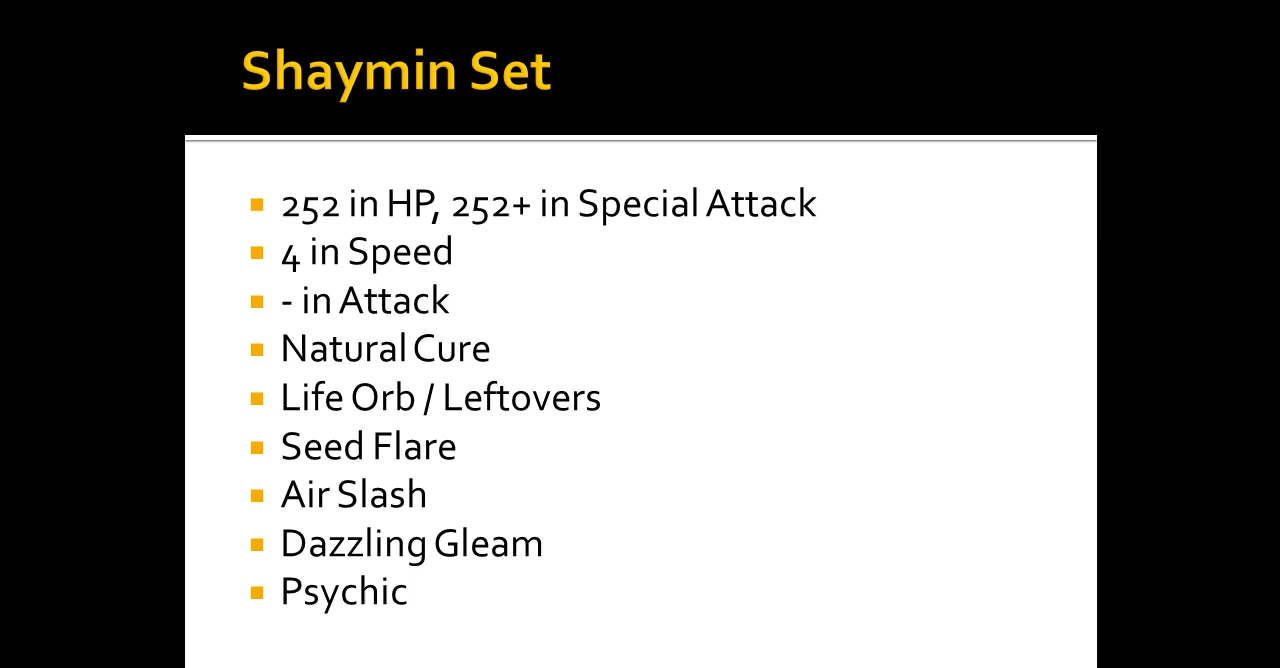 Shaymin Set
252 in HP, 252+ in Special Attack
4 in Speed
- in Attack
Natural Cure
Life Orb / Leftovers
Seed Flare
Air Slash
Dazzling Gleam
Psychic